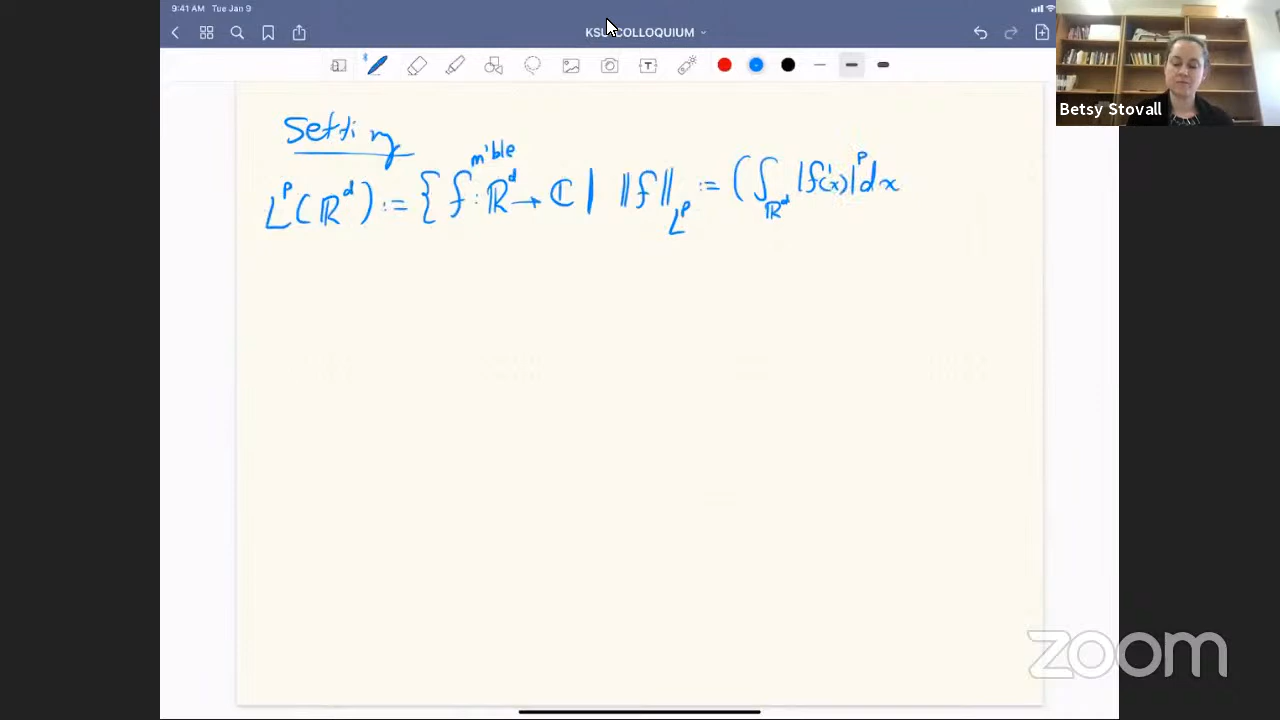 9:41 AM Tue Jan 9
KSU COLLOQUIUM
Betsy Stovall
Setting
m'ble
L^p(ℝ^d) := { f : ℝ^d → ℂ | ‖f‖_{L^p} := (∫_{ℝ^d} |f(x)|^p dx
zoom